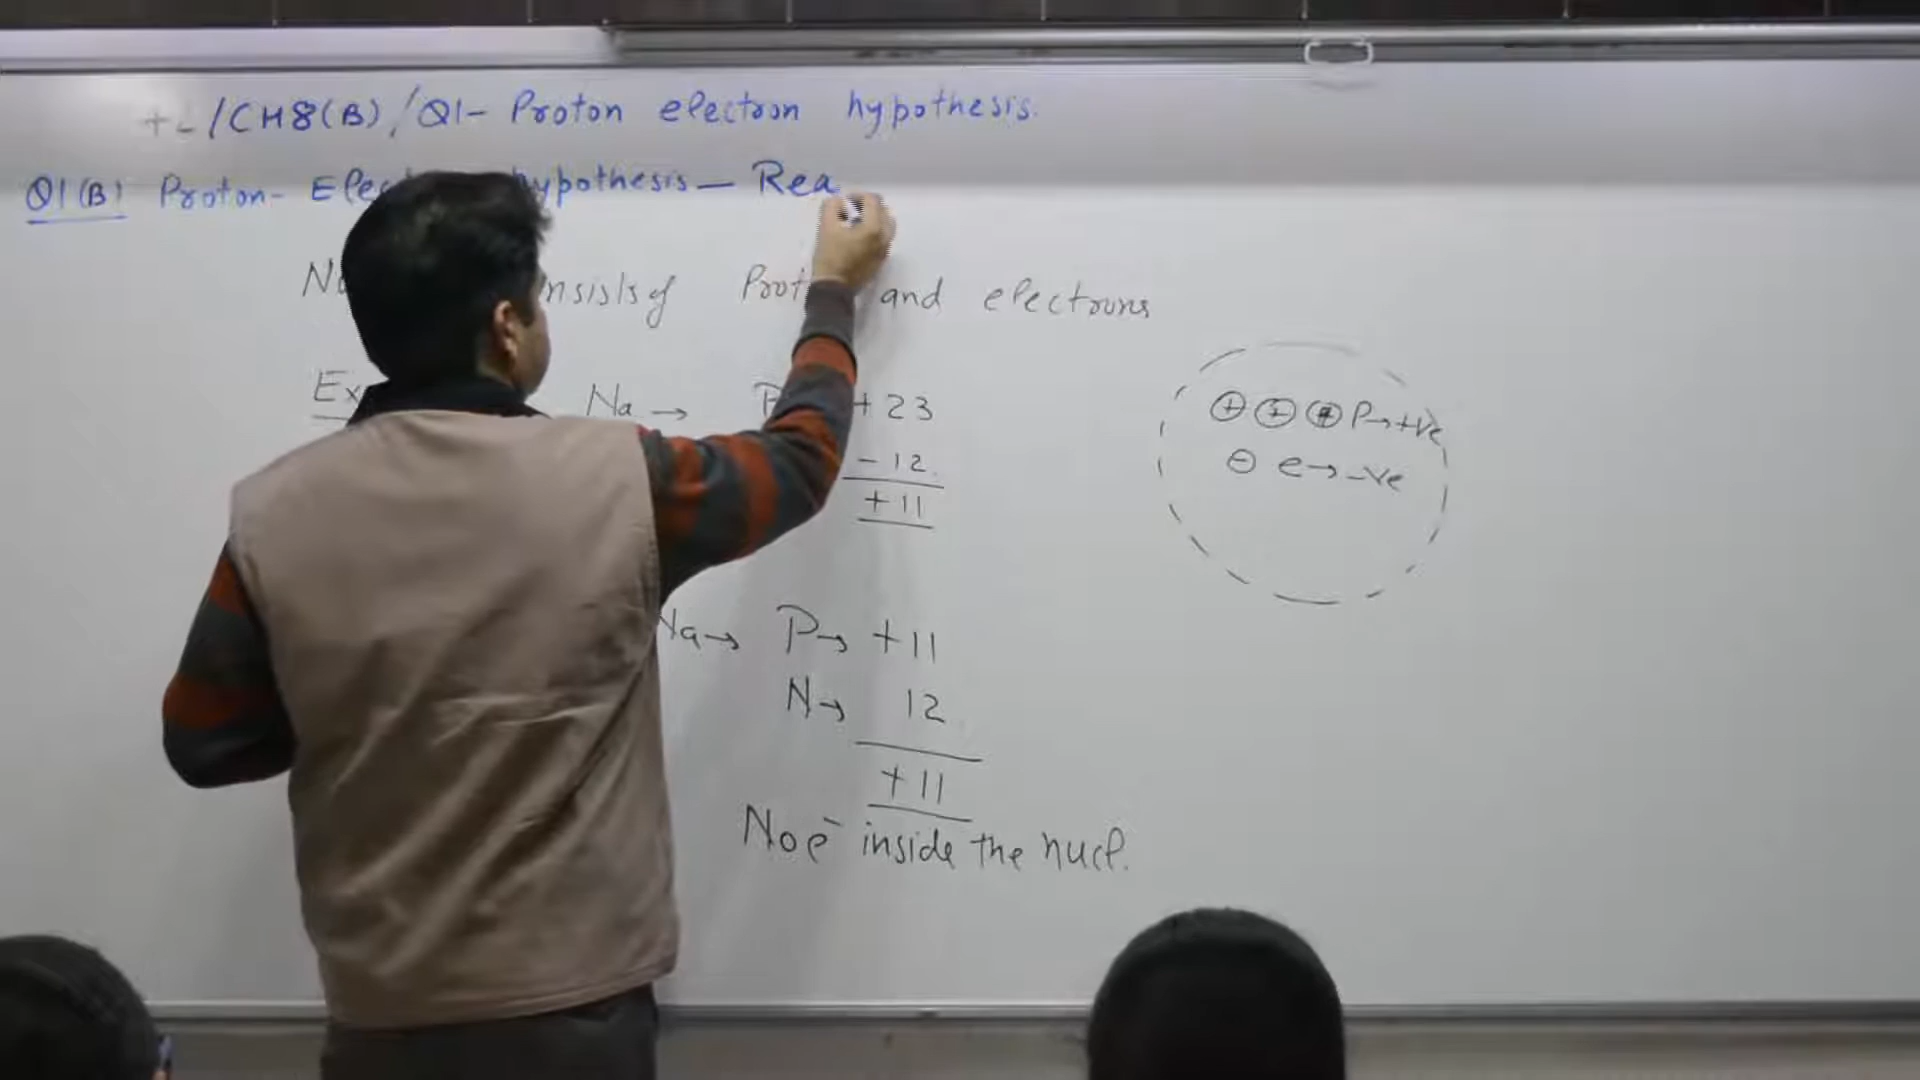 +2/CH8(B)/Q1- Proton electron hypothesis.
Q1(B) Proton- Elec hypothesis— Rea
nsists of Prot and electrons
Ex Na → P + 23
- 12.
+ 11
⊕ ⊕ ⊕ P→+ve
⊖ e→-ve
Na→ P→ +11
N→ 12
+ 11
No e⁻ inside the nucl.